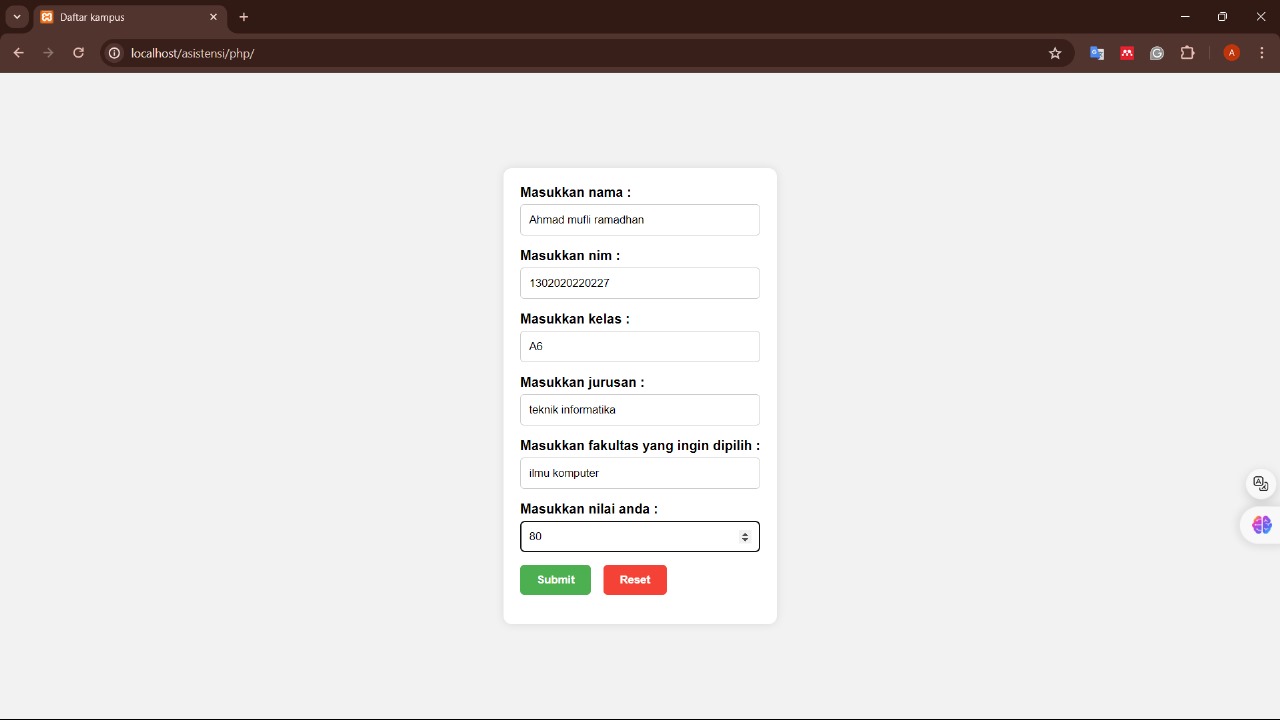 Daftar kampus
localhost/asistensi/php/
A
Masukkan nama :
Ahmad mufli ramadhan
Masukkan nim :
1302020220227
Masukkan kelas :
A6
Masukkan jurusan :
teknik informatika
Masukkan fakultas yang ingin dipilih :
ilmu komputer
Masukkan nilai anda :
80
Submit Reset